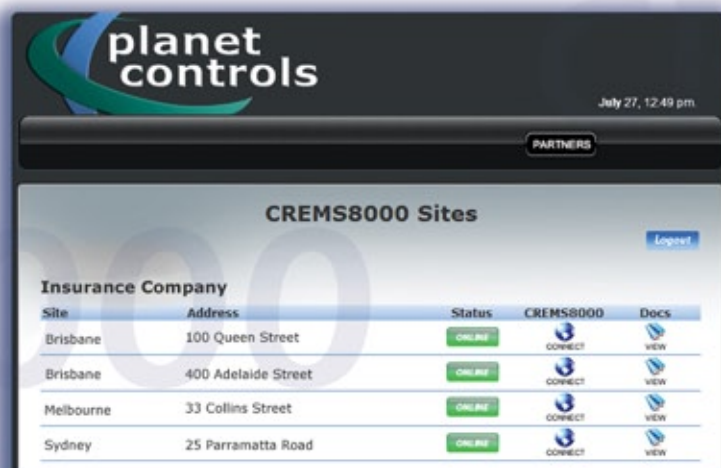 planet
controls
July 27, 12:49 pm
PARTNERS
CREMS8000 Sites
Logout
Insurance Company
Site Address Status CREMS8000 Docs
Brisbane 100 Queen Street ONLINE CONNECT VIEW
Brisbane 400 Adelaide Street ONLINE CONNECT VIEW
Melbourne 33 Collins Street ONLINE CONNECT VIEW
Sydney 25 Parramatta Road ONLINE CONNECT VIEW